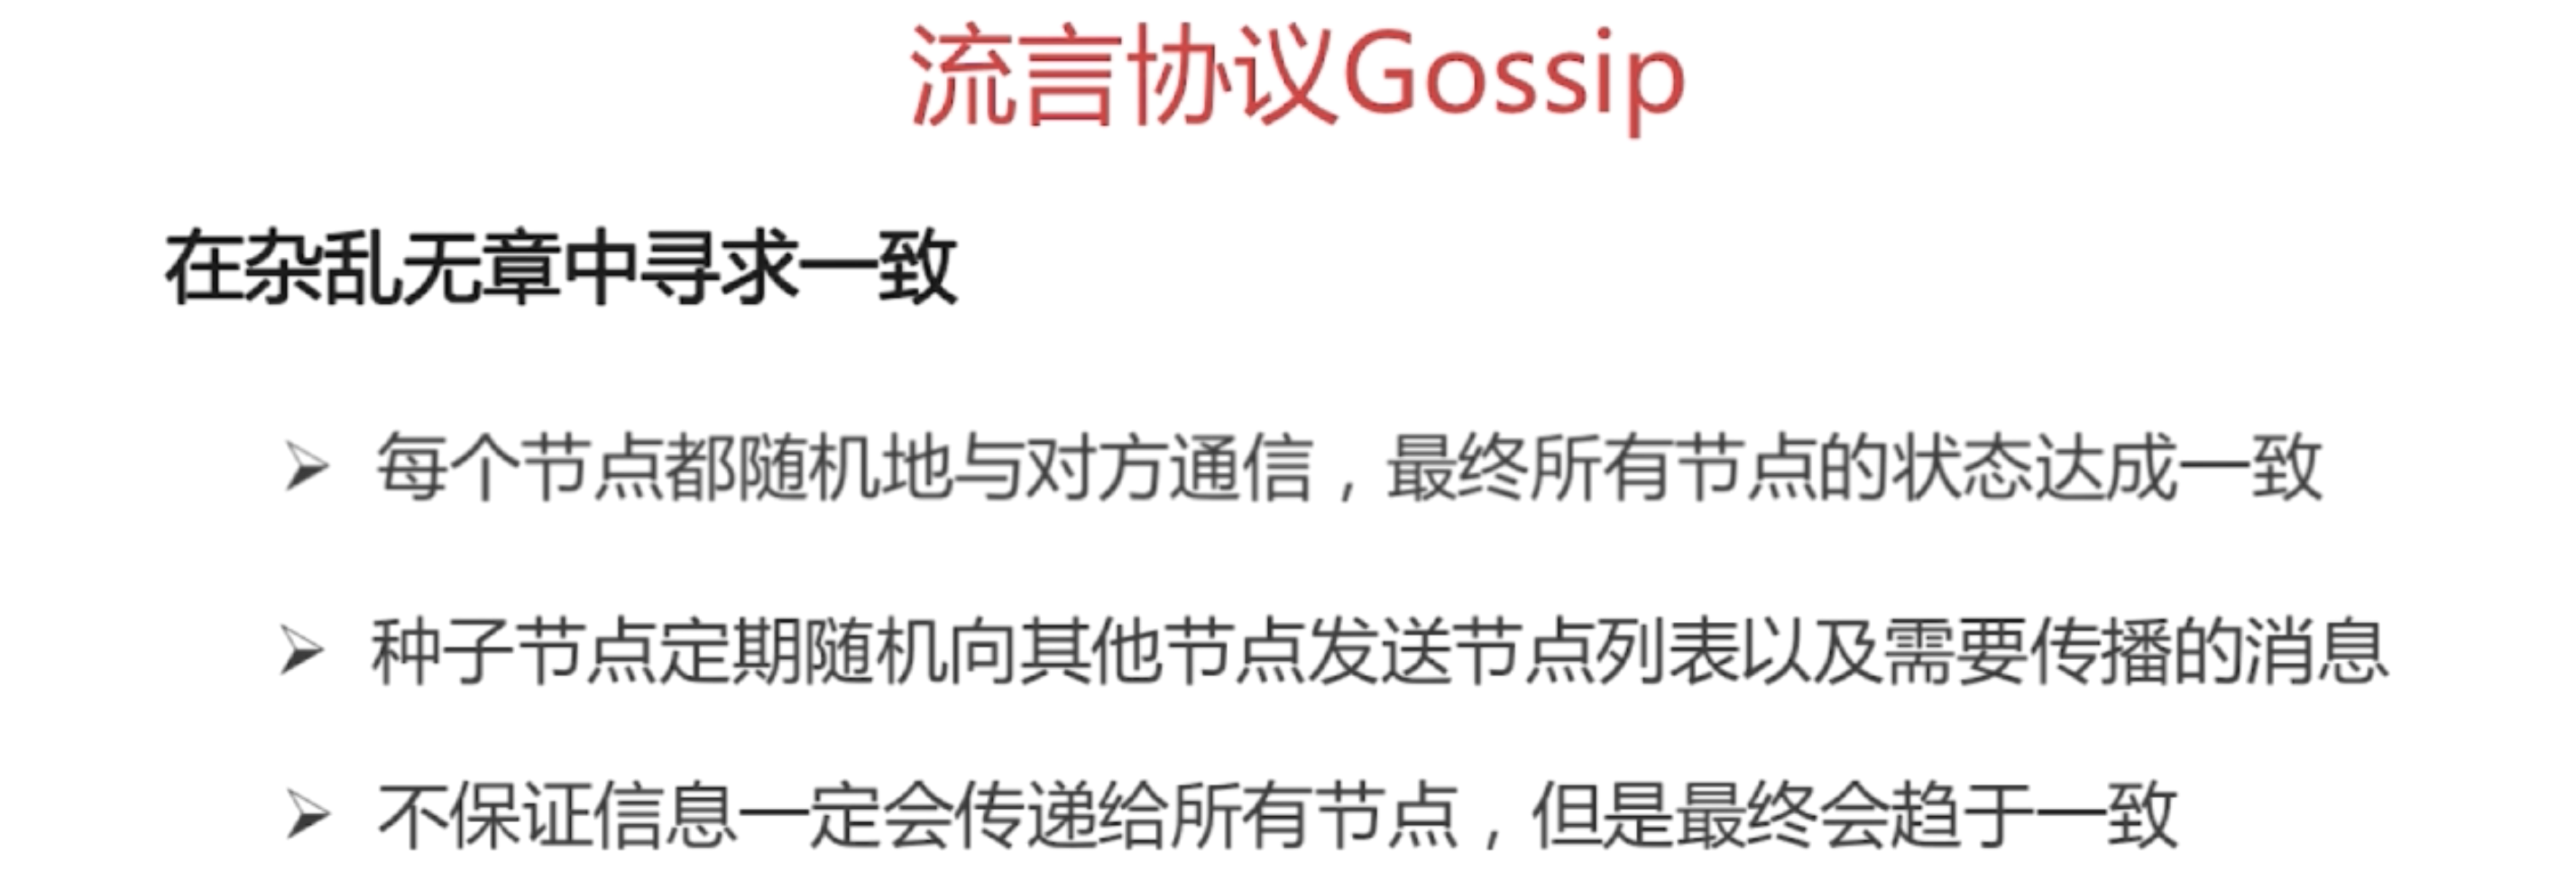 流言协议Gossip
在杂乱无章中寻求一致
➢ 每个节点都随机地与对方通信，最终所有节点的状态达成一致
➢ 种子节点定期随机向其他节点发送节点列表以及需要传播的消息
➢ 不保证信息一定会传递给所有节点，但是最终会趋于一致